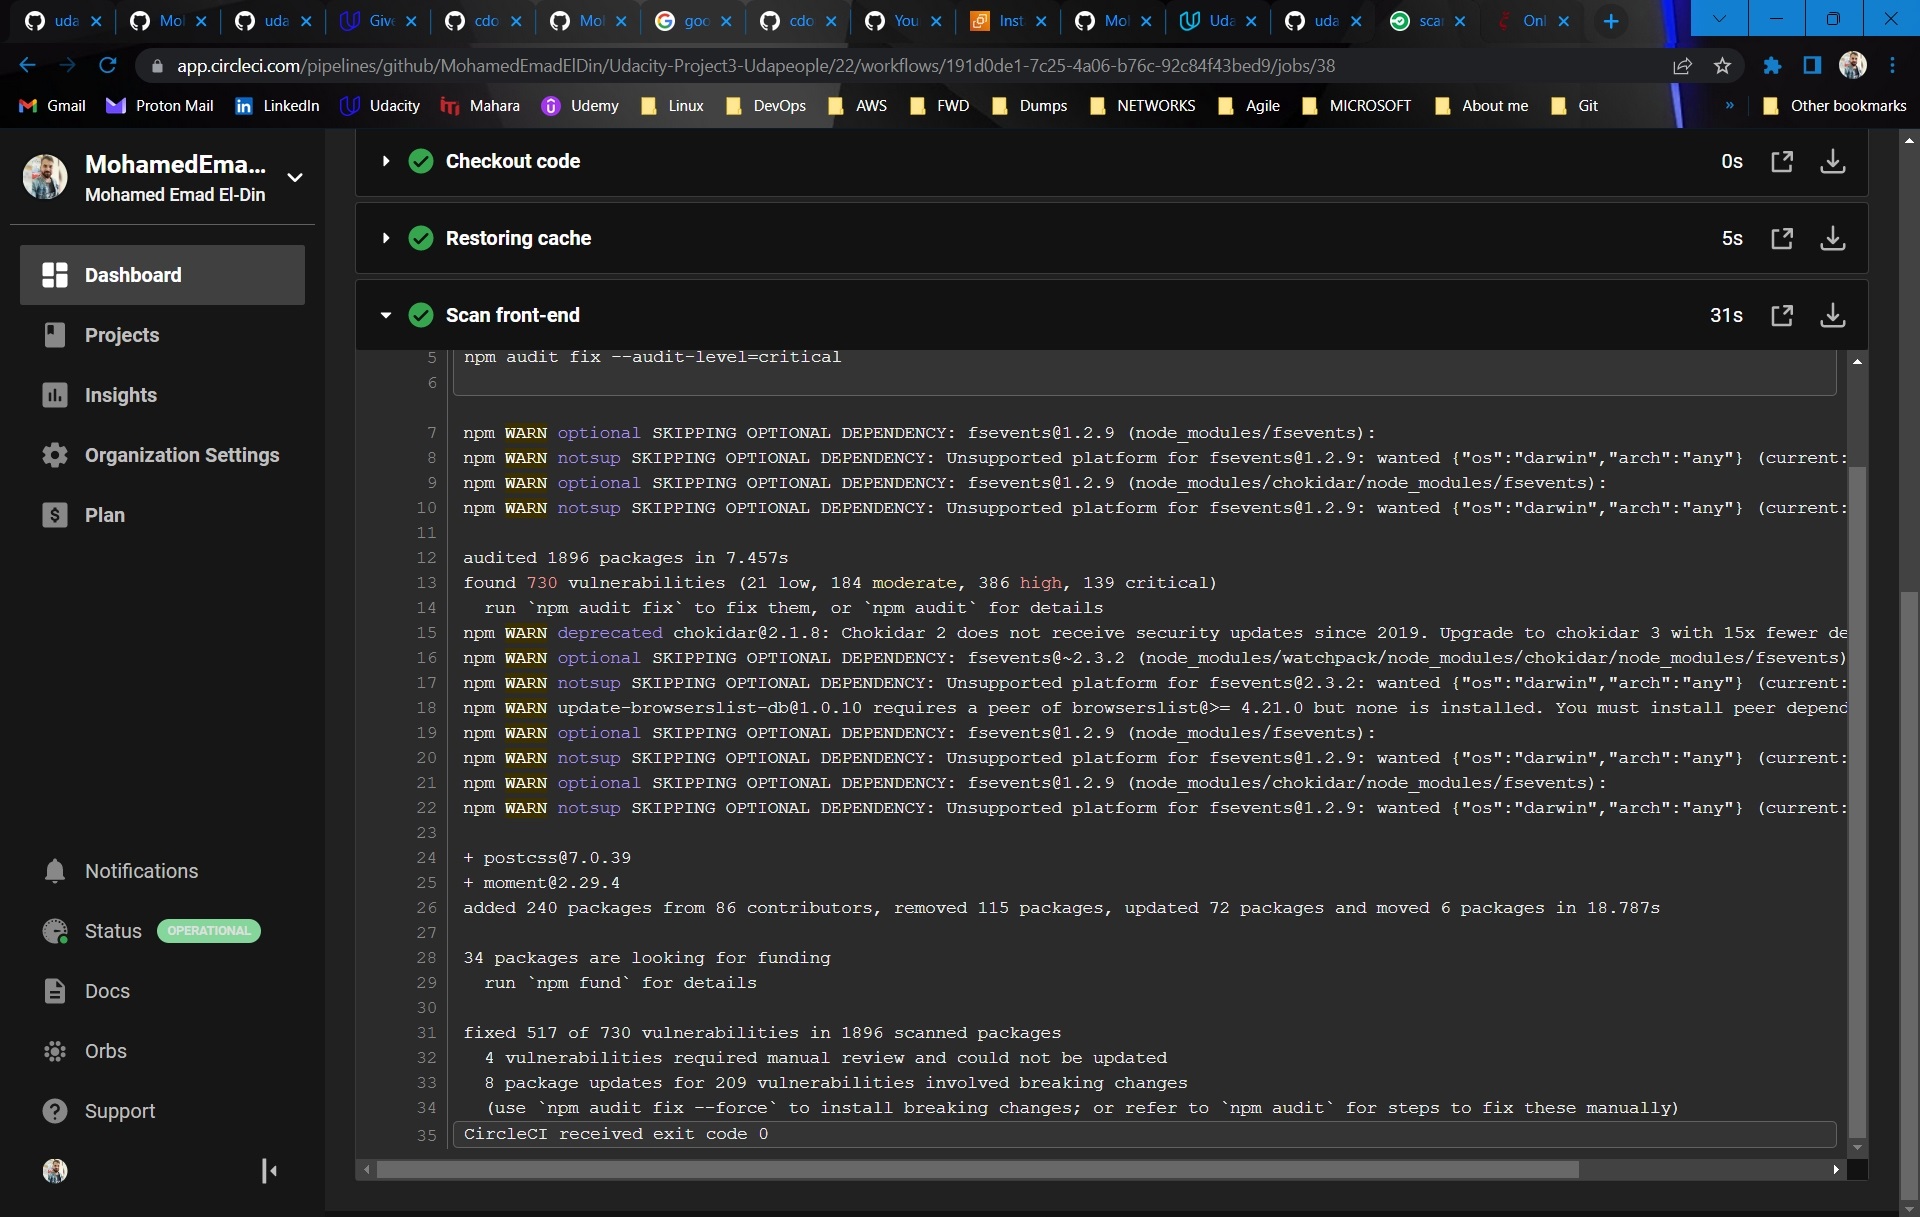 uda
Mol
uda
Give
cdo
Mol
goo
cdo
You
Inst
Mol
Uda
uda
scan
Onl
app.circleci.com/pipelines/github/MohamedEmadElDin/Udacity-Project3-Udapeople/22/workflows/191d0de1-7c25-4a06-b76c-92c84f43bed9/jobs/38
Gmail
Proton Mail
LinkedIn
Udacity
Mahara
Udemy
Linux
DevOps
AWS
FWD
Dumps
NETWORKS
Agile
MICROSOFT
About me
Git
»
Other bookmarks
MohamedEma...
Mohamed Emad El-Din
Dashboard
Projects
Insights
Organization Settings
Plan
Notifications
Status OPERATIONAL
Docs
Orbs
Support
Checkout code 0s
Restoring cache 5s
Scan front-end 31s
5 npm audit fix --audit-level=critical
6
7 npm WARN optional SKIPPING OPTIONAL DEPENDENCY: fsevents@1.2.9 (node_modules/fsevents):
8 npm WARN notsup SKIPPING OPTIONAL DEPENDENCY: Unsupported platform for fsevents@1.2.9: wanted {"os":"darwin","arch":"any"} (current:
9 npm WARN optional SKIPPING OPTIONAL DEPENDENCY: fsevents@1.2.9 (node_modules/chokidar/node_modules/fsevents):
10 npm WARN notsup SKIPPING OPTIONAL DEPENDENCY: Unsupported platform for fsevents@1.2.9: wanted {"os":"darwin","arch":"any"} (current:
11
12 audited 1896 packages in 7.457s
13 found 730 vulnerabilities (21 low, 184 moderate, 386 high, 139 critical)
14 run `npm audit fix` to fix them, or `npm audit` for details
15 npm WARN deprecated chokidar@2.1.8: Chokidar 2 does not receive security updates since 2019. Upgrade to chokidar 3 with 15x fewer de
16 npm WARN optional SKIPPING OPTIONAL DEPENDENCY: fsevents@~2.3.2 (node_modules/watchpack/node_modules/chokidar/node_modules/fsevents)
17 npm WARN notsup SKIPPING OPTIONAL DEPENDENCY: Unsupported platform for fsevents@2.3.2: wanted {"os":"darwin","arch":"any"} (current:
18 npm WARN update-browserslist-db@1.0.10 requires a peer of browserslist@>= 4.21.0 but none is installed. You must install peer depend
19 npm WARN optional SKIPPING OPTIONAL DEPENDENCY: fsevents@1.2.9 (node_modules/fsevents):
20 npm WARN notsup SKIPPING OPTIONAL DEPENDENCY: Unsupported platform for fsevents@1.2.9: wanted {"os":"darwin","arch":"any"} (current:
21 npm WARN optional SKIPPING OPTIONAL DEPENDENCY: fsevents@1.2.9 (node_modules/chokidar/node_modules/fsevents):
22 npm WARN notsup SKIPPING OPTIONAL DEPENDENCY: Unsupported platform for fsevents@1.2.9: wanted {"os":"darwin","arch":"any"} (current:
23
24 + postcss@7.0.39
25 + moment@2.29.4
26 added 240 packages from 86 contributors, removed 115 packages, updated 72 packages and moved 6 packages in 18.787s
27
28 34 packages are looking for funding
29 run `npm fund` for details
30
31 fixed 517 of 730 vulnerabilities in 1896 scanned packages
32 4 vulnerabilities required manual review and could not be updated
33 8 package updates for 209 vulnerabilities involved breaking changes
34 (use `npm audit fix --force` to install breaking changes; or refer to `npm audit` for steps to fix these manually)
35 CircleCI received exit code 0